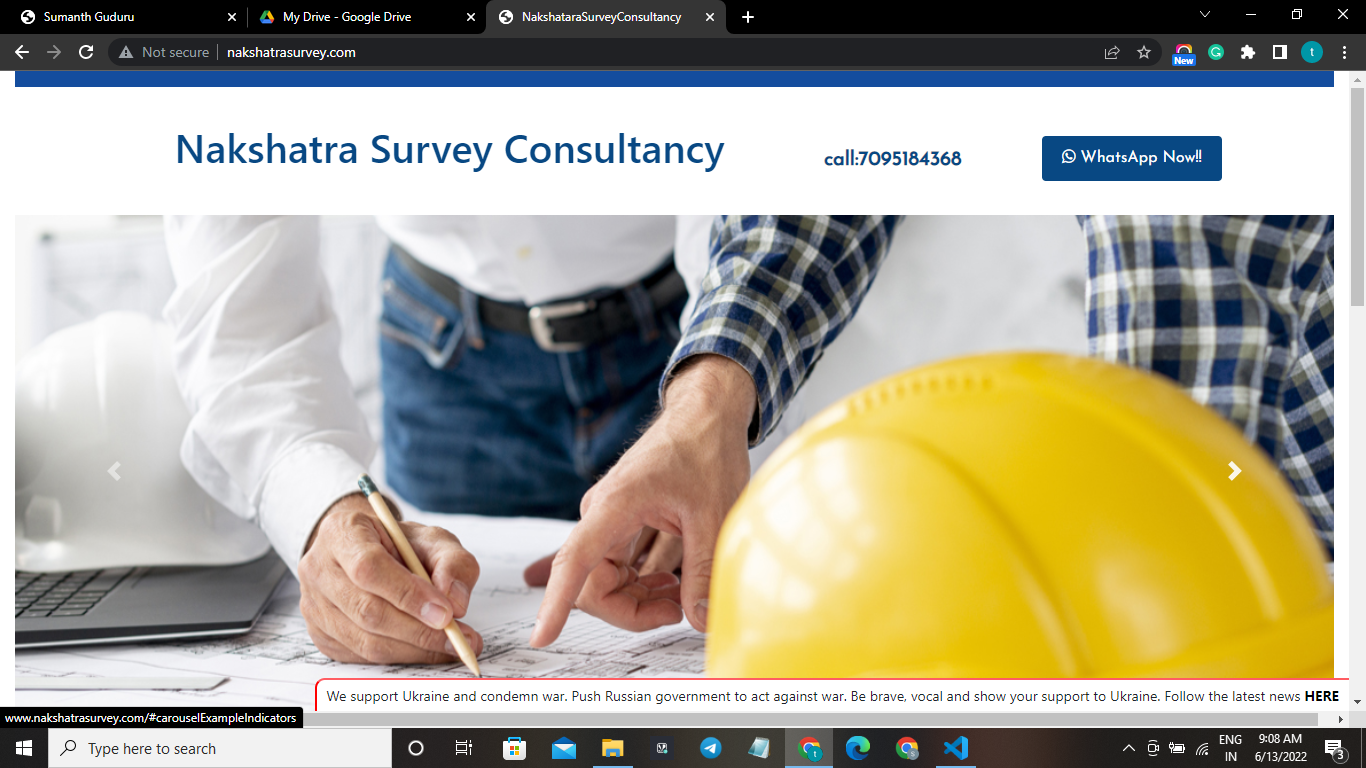 Sumanth Guduru
My Drive - Google Drive
NakshataraSurveyConsultancy
Not secure
nakshatrasurvey.com
New
t
Nakshatra Survey Consultancy
call:7095184368
WhatsApp Now!!
We support Ukraine and condemn war. Push Russian government to act against war. Be brave, vocal and show your support to Ukraine. Follow the latest news HERE
www.nakshatrasurvey.com/#carouselExampleIndicators
Type here to search
ENG
IN
9:08 AM
6/13/2022
3